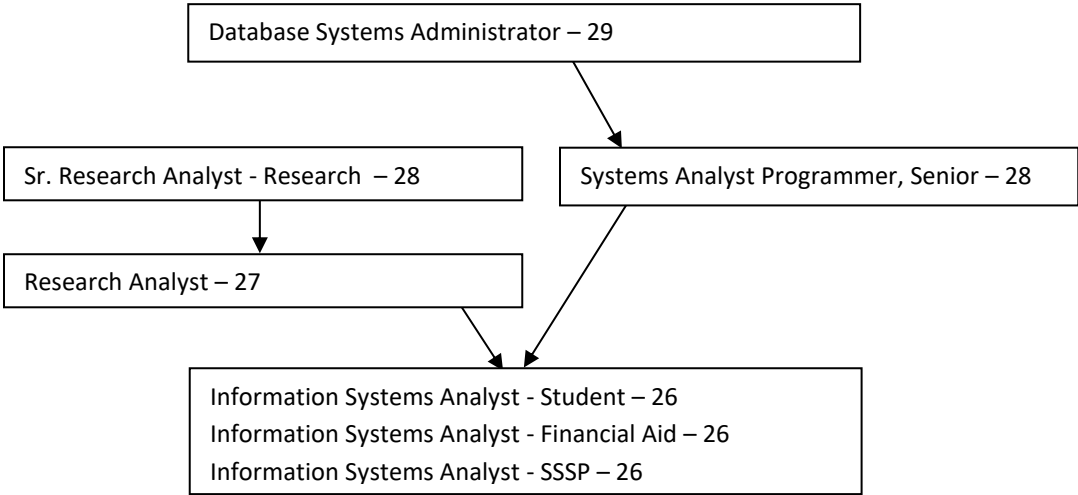 Database Systems Administrator – 29
Sr. Research Analyst - Research – 28
Systems Analyst Programmer, Senior – 28
Research Analyst – 27
Information Systems Analyst - Student – 26
Information Systems Analyst - Financial Aid – 26
Information Systems Analyst - SSSP – 26